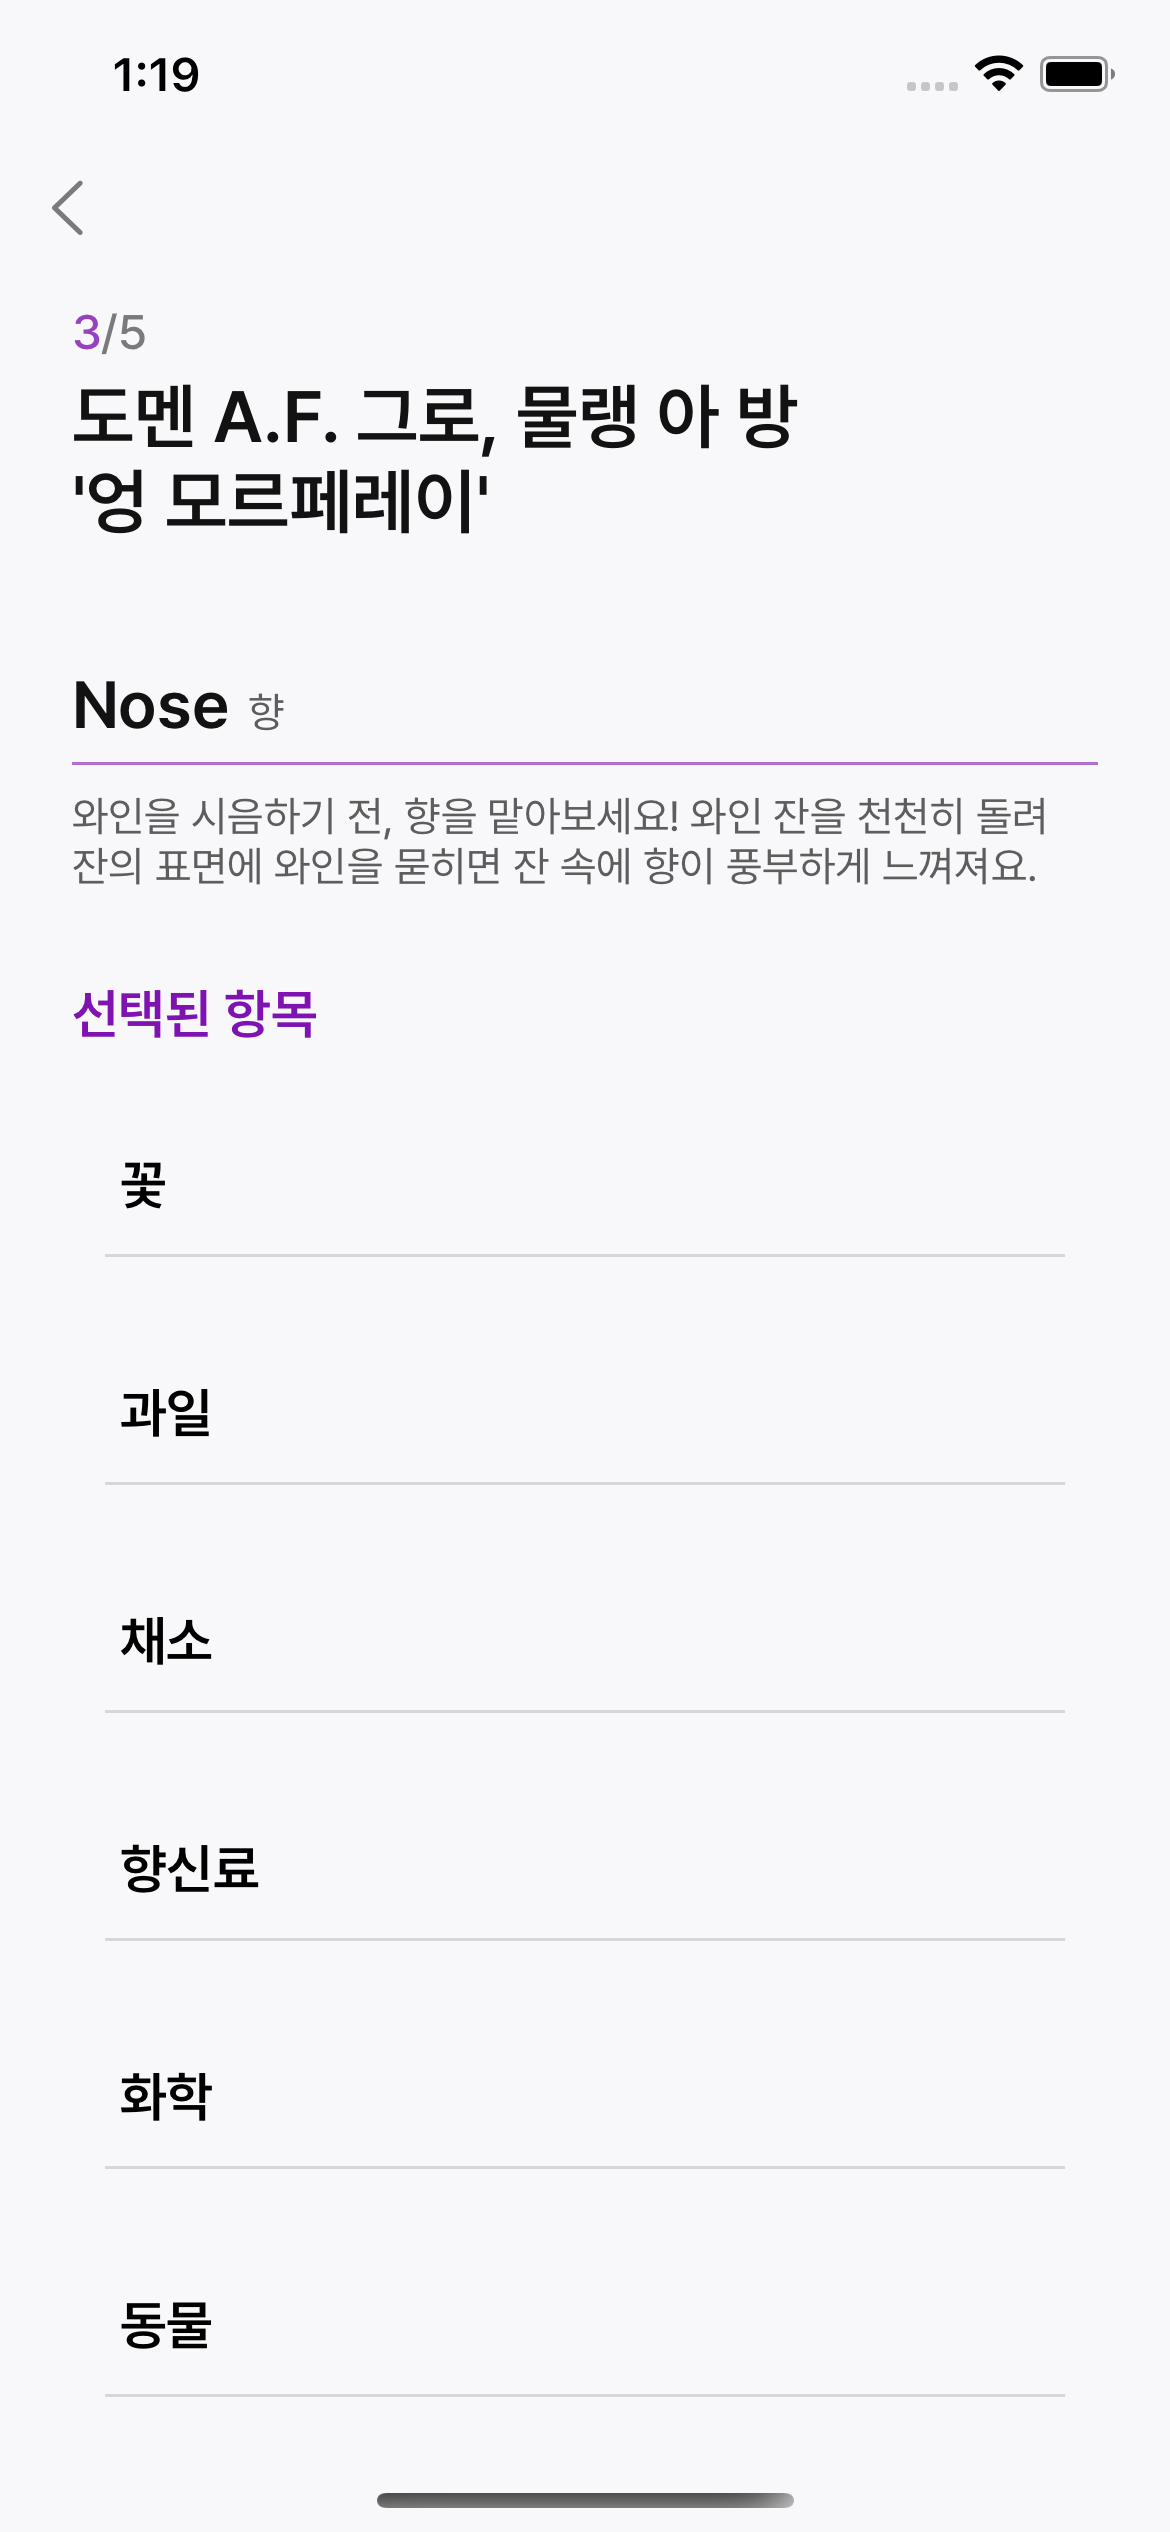 1:19
3/5
도멘 A.F. 그로, 물랭 아 방
'엉 모르페레이'
Nose 향
와인을 시음하기 전, 향을 맡아보세요! 와인 잔을 천천히 돌려
잔의 표면에 와인을 묻히면 잔 속에 향이 풍부하게 느껴져요.
선택된 항목
꽃
과일
채소
향신료
화학
동물